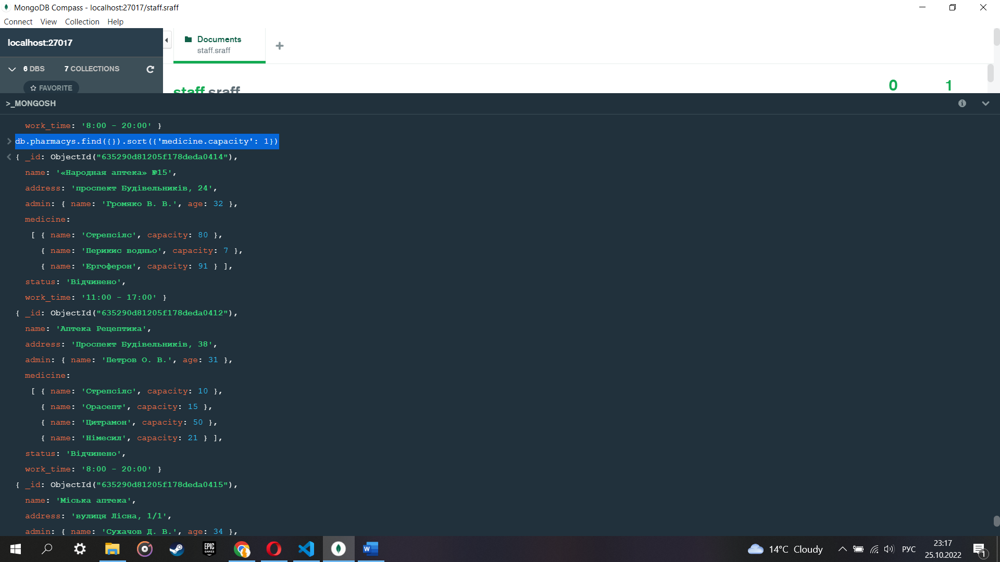 MongoDB Compass - localhost:27017/staff.sraff
Connect View Collection Help
localhost:27017
Documents
staff.sraff
6 DBS 7 COLLECTIONS
FAVORITE
staff.sraff
0 1
>_MONGOSH
work_time: '8:00 - 20:00' }
db.pharmacys.find({}).sort({'medicine.capacity': 1})
{ _id: ObjectId("635290d81205f178deda0414"),
name: '«Народная аптека» №15',
address: 'проспект Будівельників, 24',
admin: { name: 'Громяко В. В.', age: 32 },
medicine:
[ { name: 'Стрепсілс', capacity: 80 },
{ name: 'Перикис водньо', capacity: 7 },
{ name: 'Ергоферон', capacity: 91 } ],
status: 'Відчинено',
work_time: '11:00 - 17:00' }
{ _id: ObjectId("635290d81205f178deda0412"),
name: 'Аптека Рецептика',
address: 'Проспект Будівельників, 38',
admin: { name: 'Петров О. В.', age: 31 },
medicine:
[ { name: 'Стрепсілс', capacity: 10 },
{ name: 'Орасепт', capacity: 15 },
{ name: 'Цитрамон', capacity: 50 },
{ name: 'Німесил', capacity: 21 } ],
status: 'Відчинено',
work_time: '8:00 - 20:00' }
{ _id: ObjectId("635290d81205f178deda0415"),
name: 'Міська аптека',
address: 'вулиця Лісна, 1/1',
admin: { name: 'Сухачов Д. В.', age: 34 },
EPIC
GAMES
14°C Cloudy
РУС
23:17
25.10.2022
1